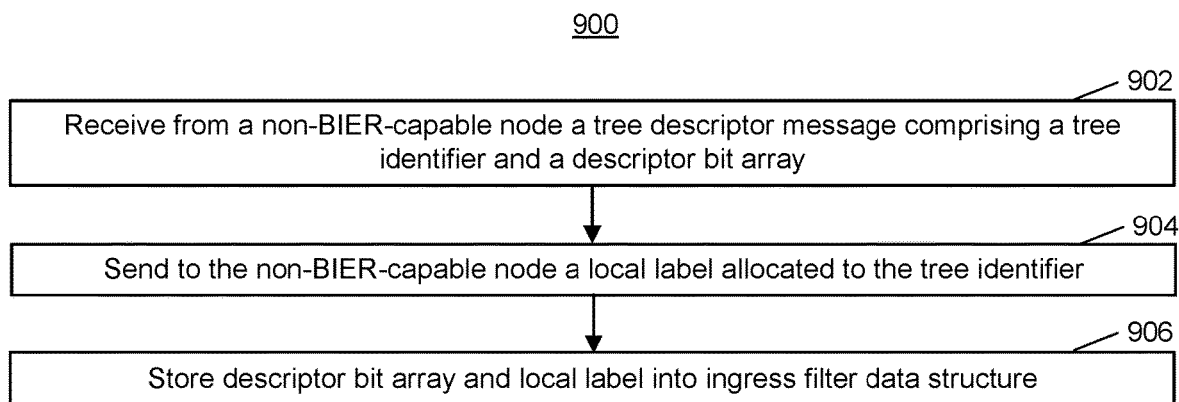 900
902
Receive from a non-BIER-capable node a tree descriptor message comprising a tree
identifier and a descriptor bit array
904
Send to the non-BIER-capable node a local label allocated to the tree identifier
906
Store descriptor bit array and local label into ingress filter data structure